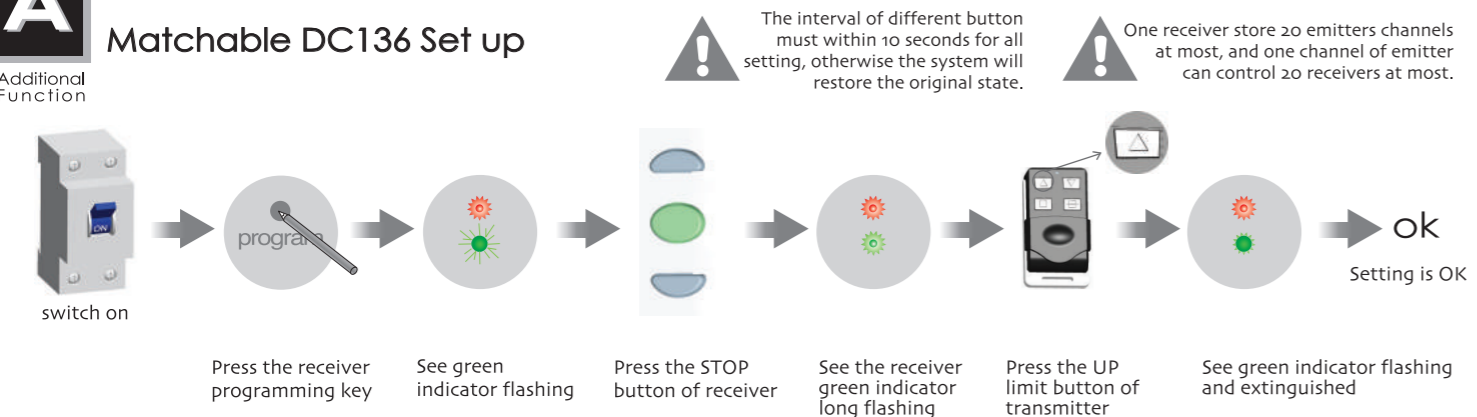 A
Additional
Function
Matchable DC136 Set up
The interval of different button
must within 10 seconds for all
setting, otherwise the system will
restore the original state.
One receiver store 20 emitters channels
at most, and one channel of emitter
can control 20 receivers at most.
ON
switch on
program
Press the receiver
programming key
See green
indicator flashing
Press the STOP
button of receiver
See the receiver
green indicator
long flashing
Press the UP
limit button of
transmitter
See green indicator flashing
and extinguished
ok
Setting is OK